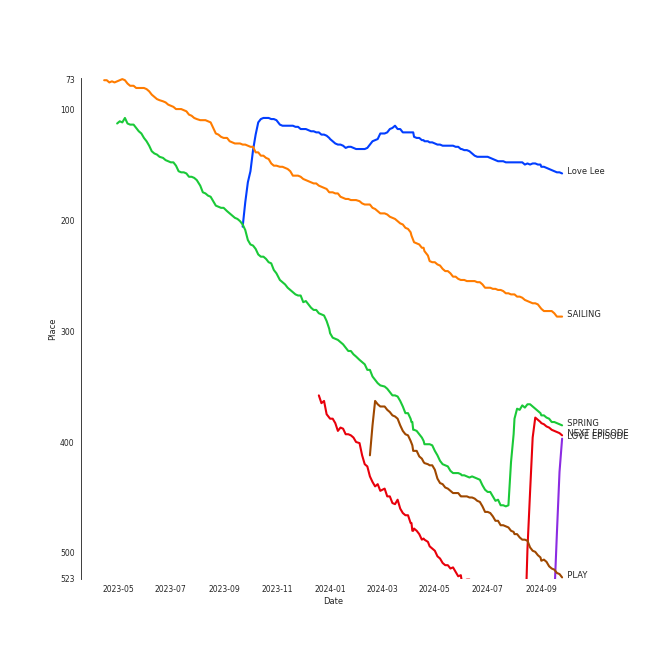 73
100
200
300
400
500
523
Place
2023-05
2023-07
2023-09
2023-11
2024-01
2024-03
2024-05
2024-07
2024-09
Date
Love Lee
SAILING
SPRING
NEXT EPISODE
LOVE EPISODE
PLAY